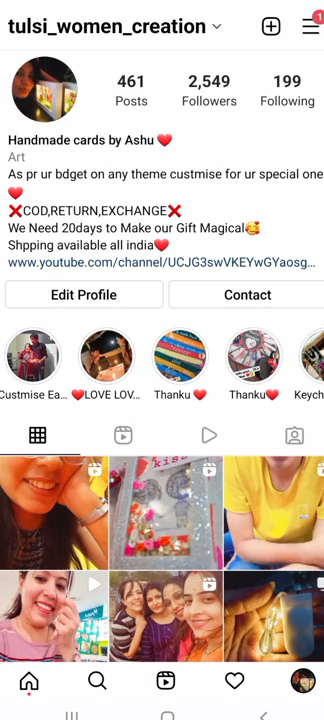 tulsi_women_creation
1
461
2,549
199
Posts
Followers
Following
Handmade cards by Ashu ❤️
Art
As pr ur bdget on any theme custmise for ur special one
❤️
❌COD,RETURN,EXCHANGE❌
We Need 20days to Make our Gift Magical🥰
Shpping available all india❤️
www.youtube.com/channel/UCJG3swVKEYwGYaosg...
Edit Profile
Contact
Custmise Ea...
❤️LOVE LOV...
Thanku ❤️
Thanku❤️
Keych
kiss